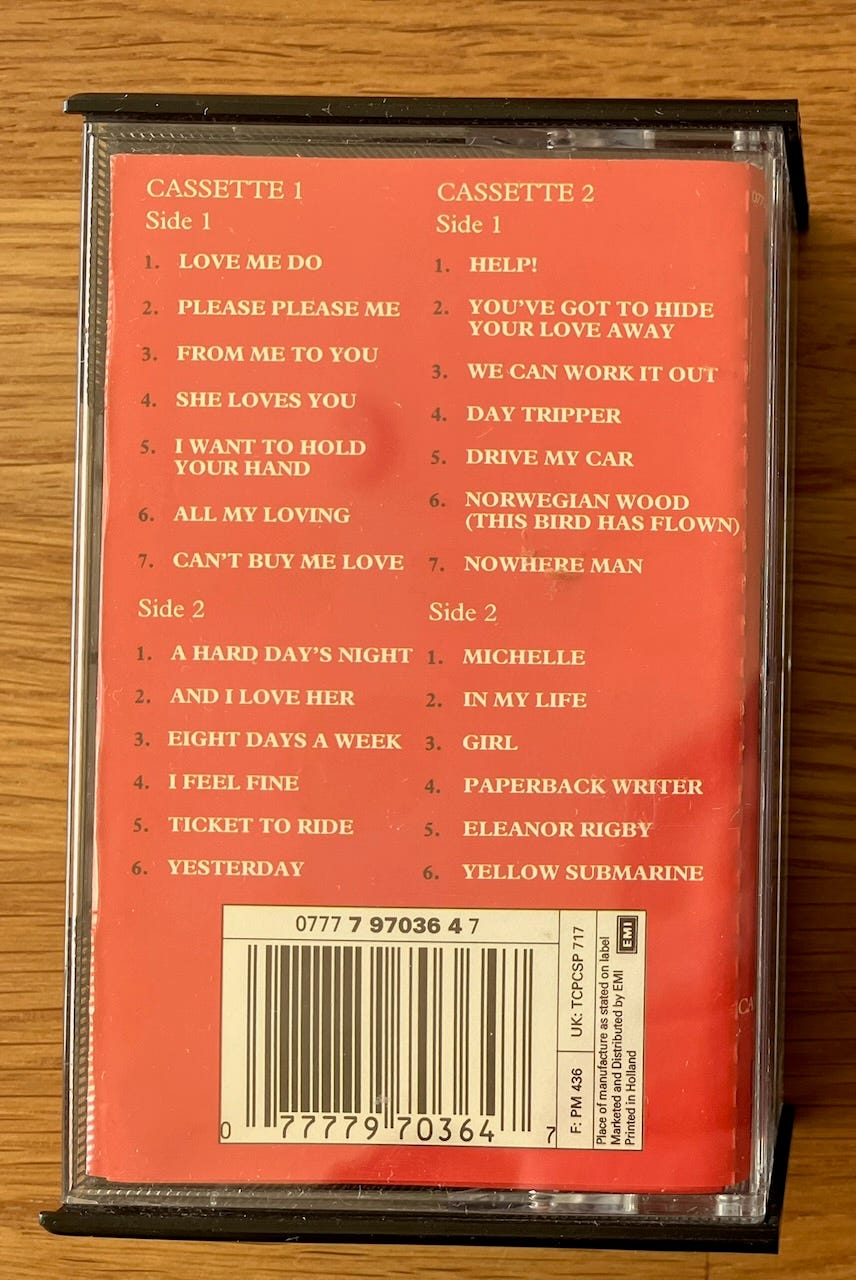 CASSETTE 1
Side 1
1. LOVE ME DO
2. PLEASE PLEASE ME
3. FROM ME TO YOU
4. SHE LOVES YOU
5. I WANT TO HOLD
YOUR HAND
6. ALL MY LOVING
7. CAN'T BUY ME LOVE
Side 2
1. A HARD DAY'S NIGHT
2. AND I LOVE HER
3. EIGHT DAYS A WEEK
4. I FEEL FINE
5. TICKET TO RIDE
6. YESTERDAY
CASSETTE 2
Side 1
1. HELP!
2. YOU'VE GOT TO HIDE
YOUR LOVE AWAY
3. WE CAN WORK IT OUT
4. DAY TRIPPER
5. DRIVE MY CAR
6. NORWEGIAN WOOD
(THIS BIRD HAS FLOWN)
7. NOWHERE MAN
Side 2
1. MICHELLE
2. IN MY LIFE
3. GIRL
4. PAPERBACK WRITER
5. ELEANOR RIGBY
6. YELLOW SUBMARINE
0777 7 97036 4 7
0 77779 70364 7
F: PM 436 UK: TCPCSP 717
Place of manufacture as stated on label
Marketed and Distributed by EMI
Printed in Holland
EMI